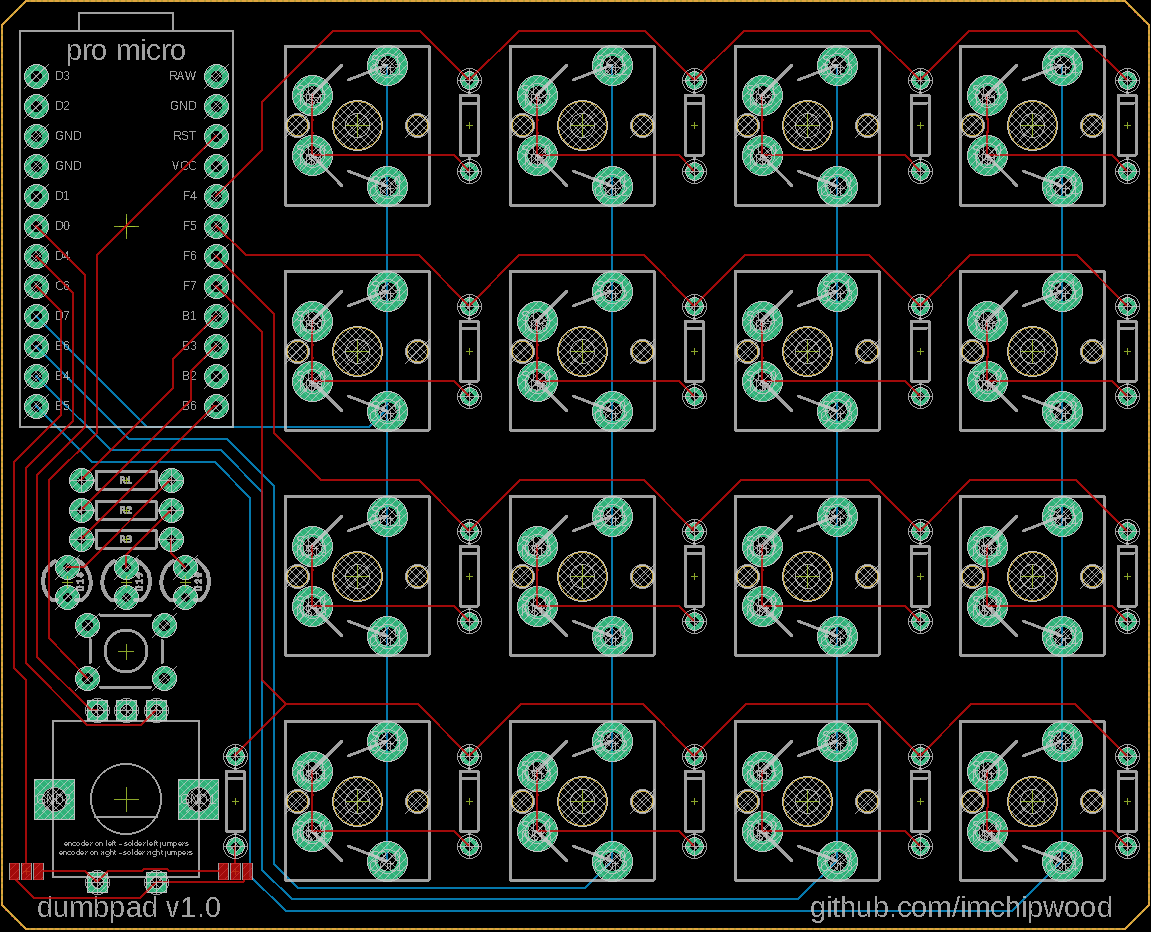 pro micro
D3 RAW
D2 GND
GND RST
GND VCC
D1 F4
D0 F5
D4 F6
C6 F7
D7 B1
E6 B3
B4 B2
B5 B6
R1
R2
R3
encoder on left - solder left jumpers
encoder on right - solder right jumpers
dumbpad v1.0
github.com/imchipwood